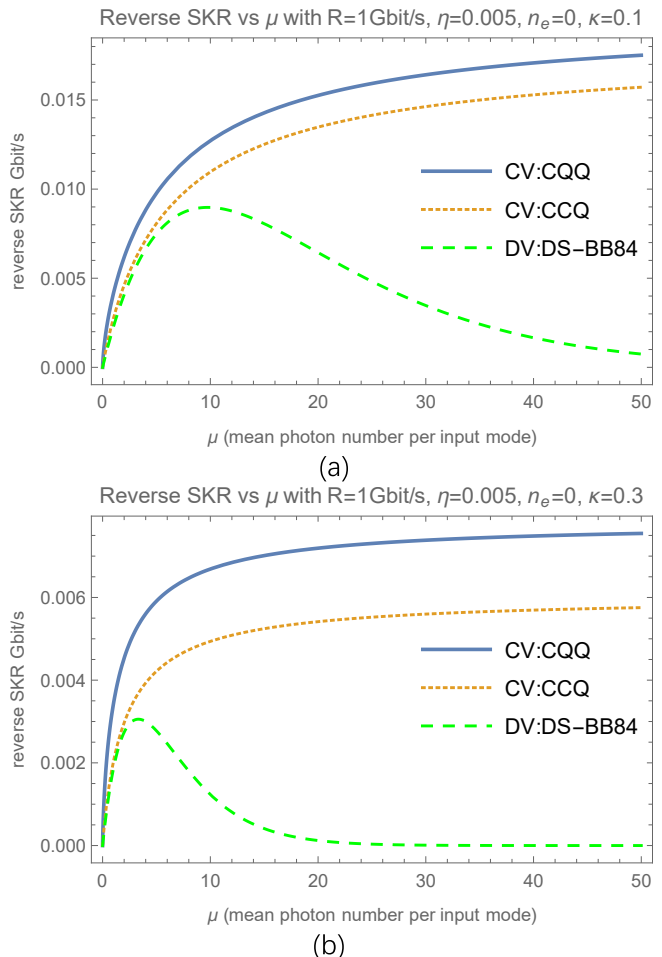 Reverse SKR vs μ with R=1Gbit/s, η=0.005, nₑ=0, κ=0.1
reverse SKR Gbit/s
0.015
0.010
0.005
0.000
CV:CQQ
CV:CCQ
DV:DS−BB84
0 10 20 30 40 50
μ (mean photon number per input mode)
(a)
Reverse SKR vs μ with R=1Gbit/s, η=0.005, nₑ=0, κ=0.3
reverse SKR Gbit/s
0.006
0.004
0.002
0.000
CV:CQQ
CV:CCQ
DV:DS−BB84
0 10 20 30 40 50
μ (mean photon number per input mode)
(b)